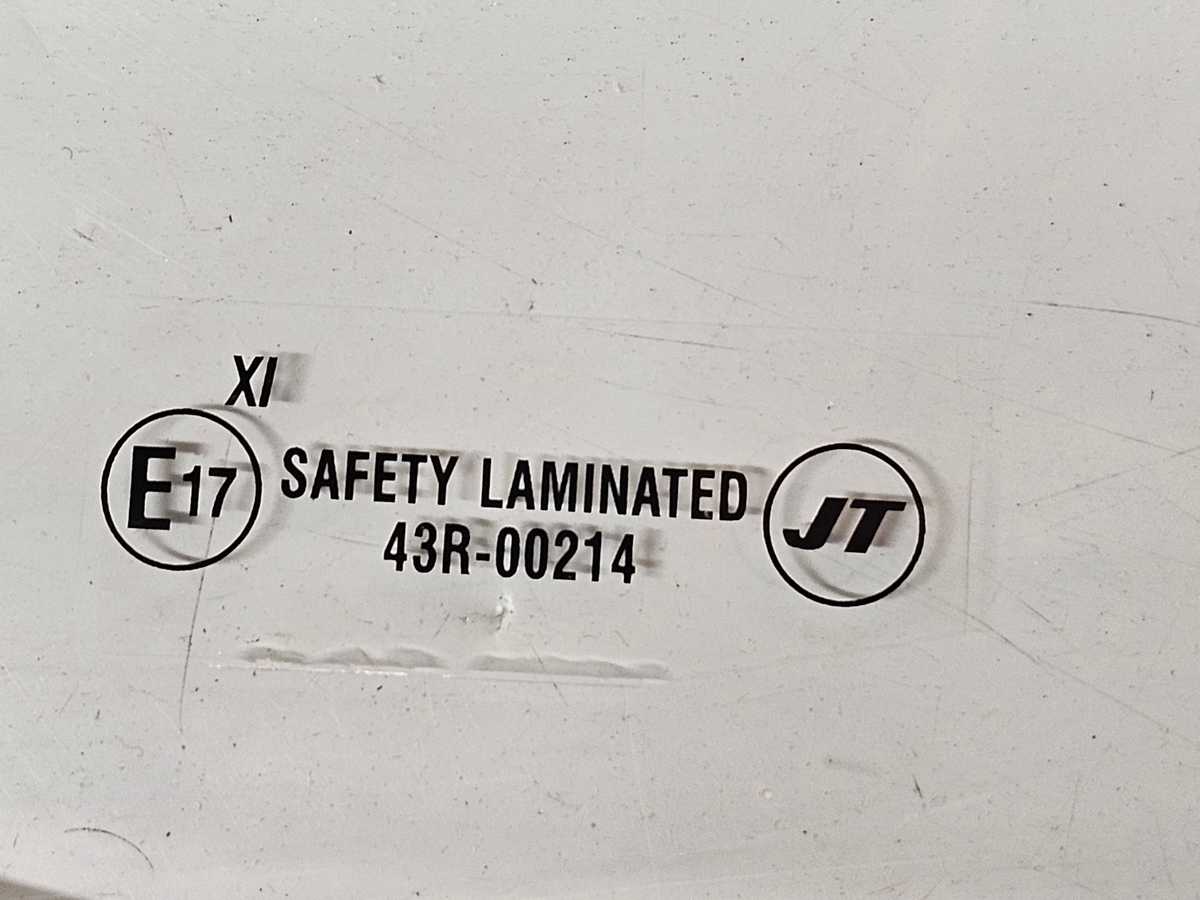 XI
E17
SAFETY LAMINATED
43R-00214
JT